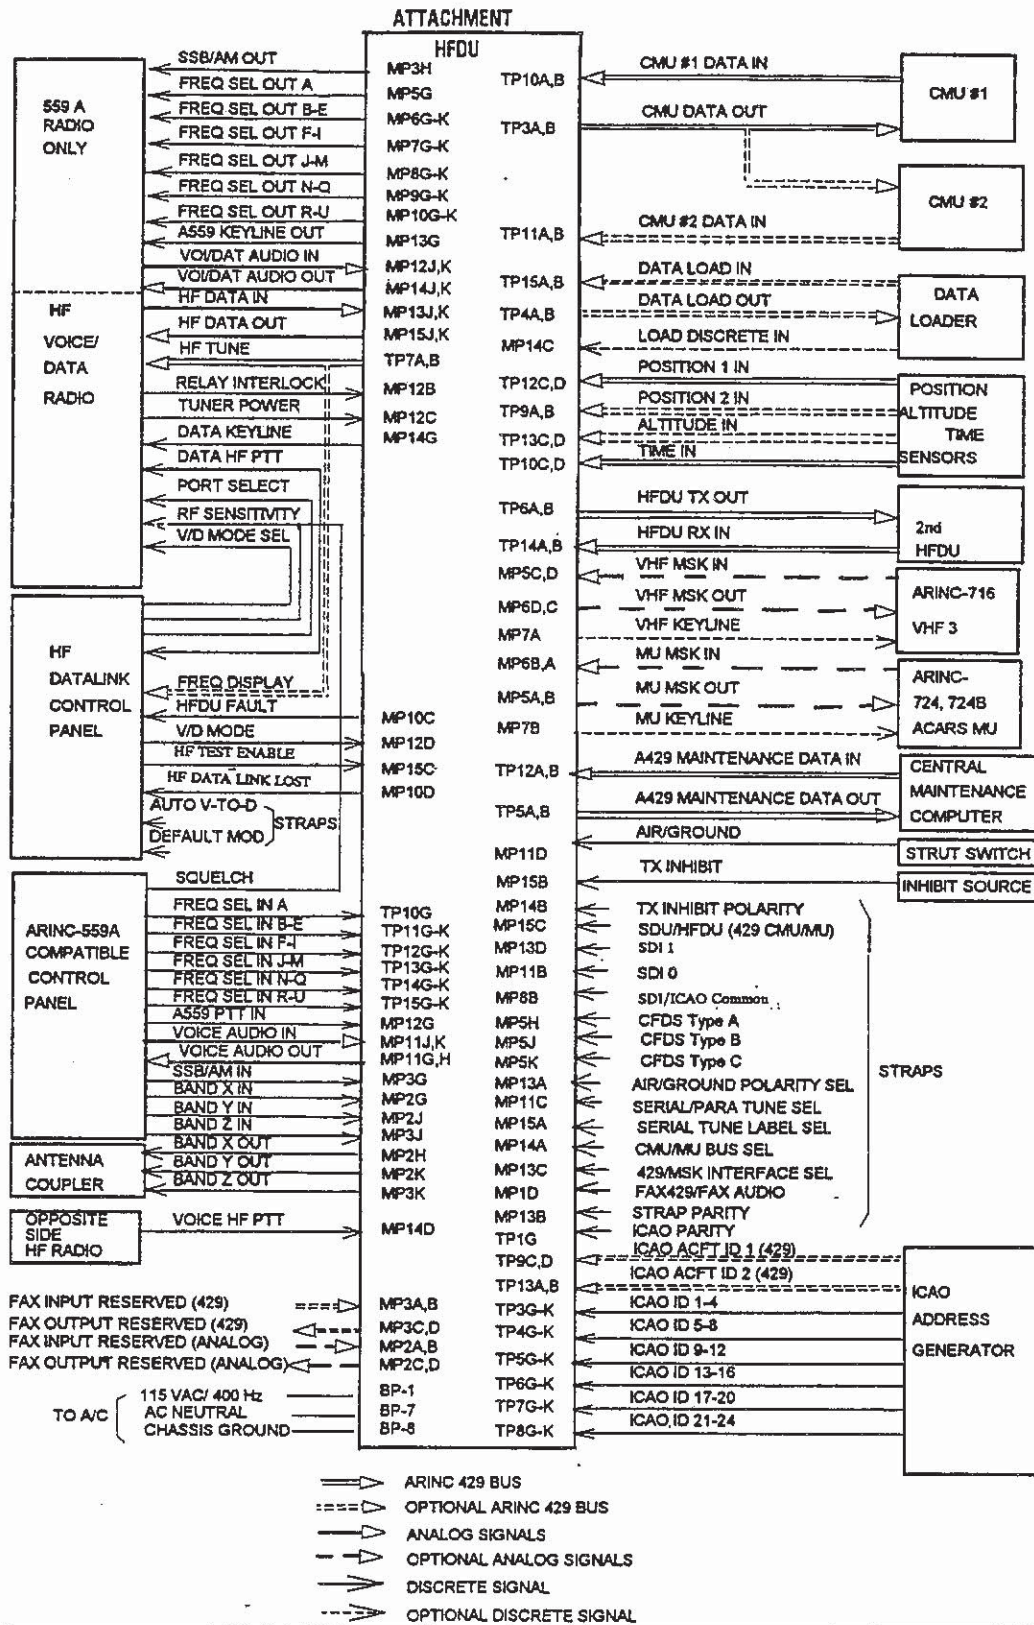 ATTACHMENT
HFDU
559 A
RADIO
ONLY
HF
VOICE/
DATA
RADIO
SSB/AM OUT
FREQ SEL OUT A
FREQ SEL OUT B-E
FREQ SEL OUT F-I
FREQ SEL OUT J-M
FREQ SEL OUT N-Q
FREQ SEL OUT R-U
A559 KEYLINE OUT
VOI/DAT AUDIO IN
VOI/DAT AUDIO OUT
HF DATA IN
HF DATA OUT
HF TUNE
RELAY INTERLOCK
TUNER POWER
DATA KEYLINE
DATA HF PTT
PORT SELECT
RF SENSITIVITY
V/D MODE SEL
MP3H
MP5G
MP6G-K
MP7G-K
MP8G-K
MP9G-K
MP10G-K
MP13G
MP12J,K
MP14J,K
MP13J,K
MP15J,K
TP7A,B
MP12B
MP12C
MP14G
HF
DATALINK
CONTROL
PANEL
FREQ DISPLAY
HFDU FAULT
V/D MODE
HF TEST ENABLE
HF DATA LINK LOST
AUTO V-TO-D
DEFAULT MOD
STRAPS
MP10C
MP12D
MP15C
MP10D
ARINC-559A
COMPATIBLE
CONTROL
PANEL
SQUELCH
FREQ SEL IN A
FREQ SEL IN B-E
FREQ SEL IN F-I
FREQ SEL IN J-M
FREQ SEL IN N-Q
FREQ SEL IN R-U
A559 PTT IN
VOICE AUDIO IN
VOICE AUDIO OUT
SSB/AM IN
BAND X IN
BAND Y IN
BAND Z IN
BAND X OUT
BAND Y OUT
BAND Z OUT
TP10G
TP11G-K
TP12G-K
TP13G-K
TP14G-K
TP15G-K
MP12G
MP11J,K
MP11G,H
MP3G
MP2G
MP2J
MP3J
MP2H
MP2K
MP3K
ANTENNA
COUPLER
OPPOSITE
SIDE
HF RADIO
VOICE HF PTT
MP14D
FAX INPUT RESERVED (429)
FAX OUTPUT RESERVED (429)
FAX INPUT RESERVED (ANALOG)
FAX OUTPUT RESERVED (ANALOG)
MP3A,B
MP3C,D
MP2A,B
MP2C,D
TO A/C
115 VAC/ 400 Hz
AC NEUTRAL
CHASSIS GROUND
BP-1
BP-7
BP-8
TP10A,B
TP3A,B
TP11A,B
TP15A,B
TP4A,B
MP14C
TP12C,D
TP9A,B
TP13C,D
TP10C,D
TP6A,B
TP14A,B
MP5C,D
MP6D,C
MP7A
MP6B,A
MP5A,B
MP7B
TP12A,B
TP5A,B
MP11D
MP15B
CMU #1 DATA IN
CMU DATA OUT
CMU #2 DATA IN
DATA LOAD IN
DATA LOAD OUT
LOAD DISCRETE IN
POSITION 1 IN
POSITION 2 IN
ALTITUDE IN
TIME IN
HFDU TX OUT
HFDU RX IN
VHF MSK IN
VHF MSK OUT
VHF KEYLINE
MU MSK IN
MU MSK OUT
MU KEYLINE
A429 MAINTENANCE DATA IN
A429 MAINTENANCE DATA OUT
AIR/GROUND
TX INHIBIT
CMU #1
CMU #2
DATA
LOADER
POSITION
ALTITUDE
TIME
SENSORS
2nd
HFDU
ARINC-716
VHF 3
ARINC-
724, 724B
ACARS MU
CENTRAL
MAINTENANCE
COMPUTER
STRUT SWITCH
INHIBIT SOURCE
MP14B
MP15C
MP13D
MP11B
MP8B
MP5H
MP5J
MP5K
MP13A
MP11C
MP15A
MP14A
MP13C
MP1D
MP13B
TP1G
TX INHIBIT POLARITY
SDU/HFDU (429 CMU/MU)
SDI 1
SDI 0
SDI/ICAO Common
CFDS Type A
CFDS Type B
CFDS Type C
AIR/GROUND POLARITY SEL
SERIAL/PARA TUNE SEL
SERIAL TUNE LABEL SEL
CMU/MU BUS SEL
429/MSK INTERFACE SEL
FAX429/FAX AUDIO
STRAP PARITY
ICAO PARITY
STRAPS
TP9C,D
TP13A,B
TP3G-K
TP4G-K
TP5G-K
TP6G-K
TP7G-K
TP8G-K
ICAO ACFT ID 1 (429)
ICAO ACFT ID 2 (429)
ICAO ID 1-4
ICAO ID 5-8
ICAO ID 9-12
ICAO ID 13-16
ICAO ID 17-20
ICAO ID 21-24
ICAO
ADDRESS
GENERATOR
ARINC 429 BUS
OPTIONAL ARINC 429 BUS
ANALOG SIGNALS
OPTIONAL ANALOG SIGNALS
DISCRETE SIGNAL
OPTIONAL DISCRETE SIGNAL